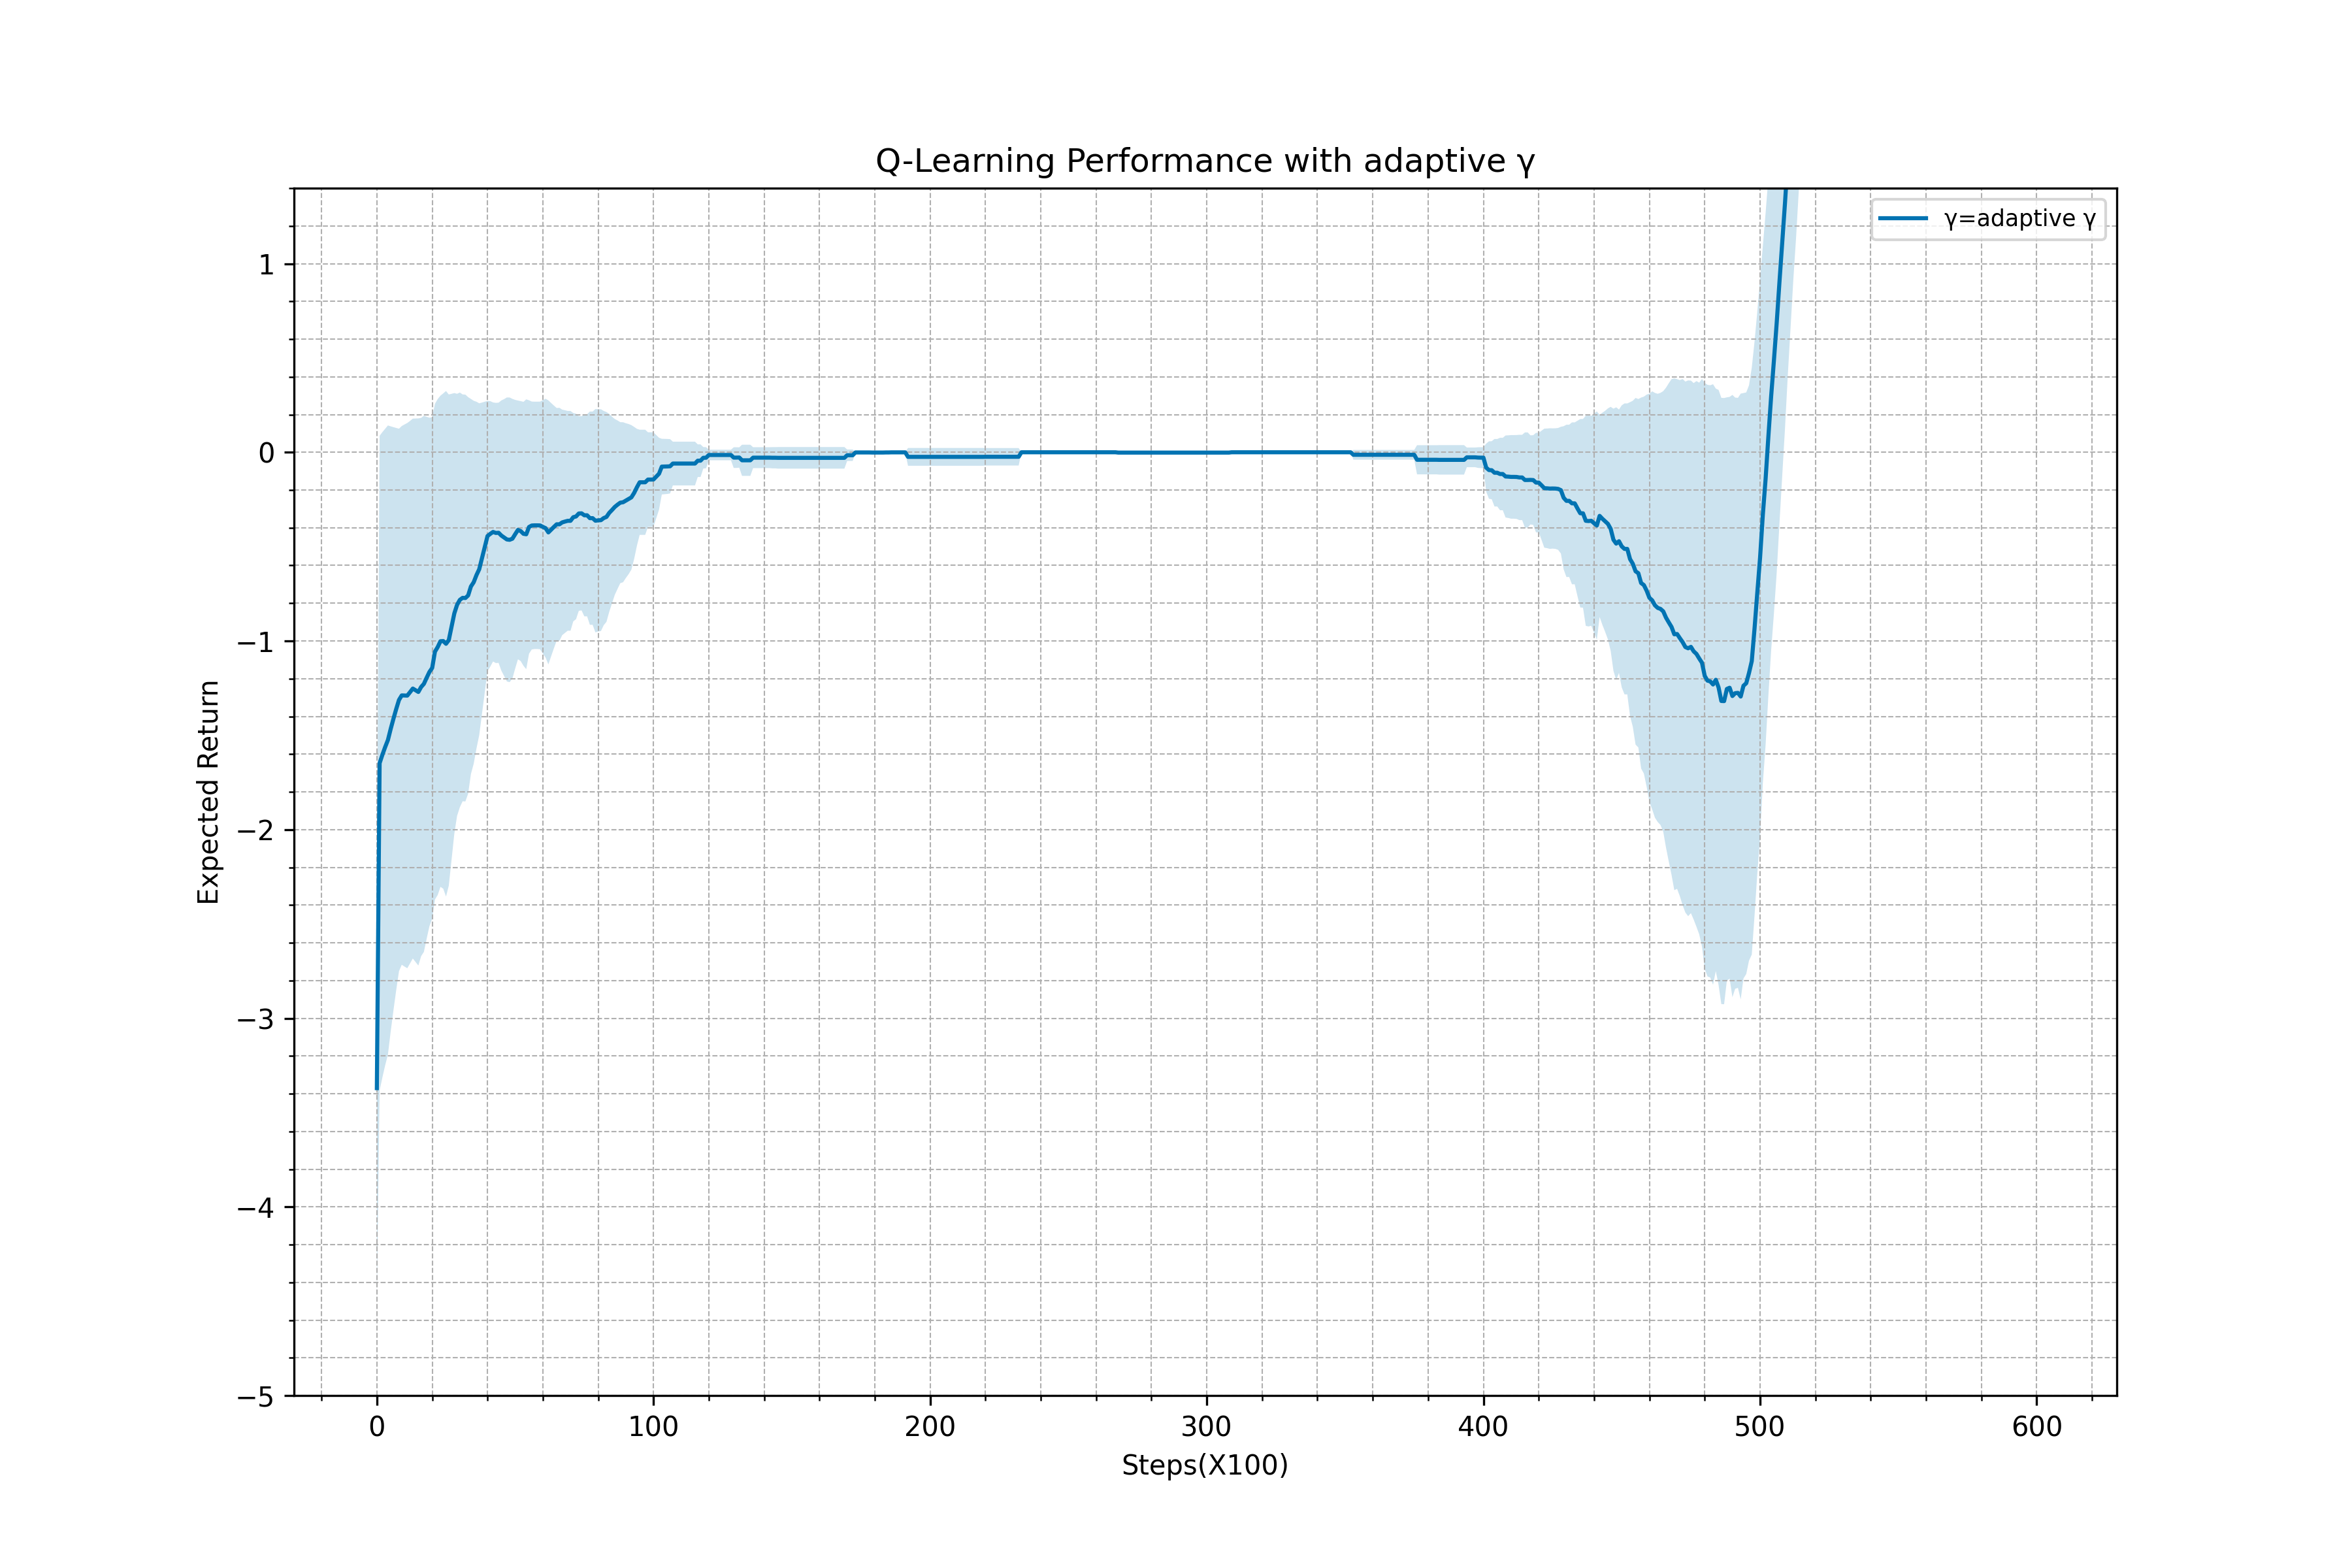 Q-Learning Performance with adaptive γ
γ=adaptive γ
1
0
−1
−2
−3
−4
−5
Expected Return
0 100 200 300 400 500 600
Steps(X100)